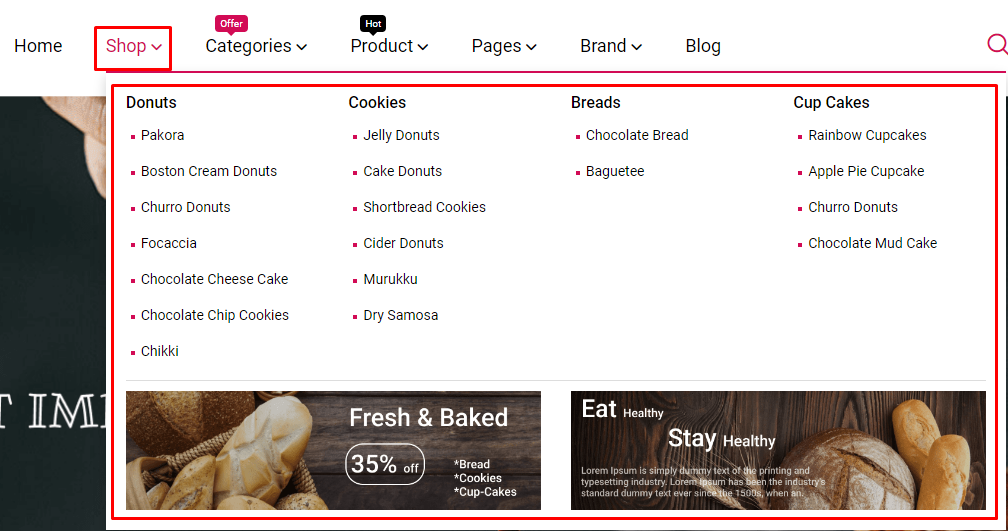 Offer
Hot
Home Shop Categories Product Pages Brand Blog
Donuts
Pakora
Boston Cream Donuts
Churro Donuts
Focaccia
Chocolate Cheese Cake
Chocolate Chip Cookies
Chikki
Cookies
Jelly Donuts
Cake Donuts
Shortbread Cookies
Cider Donuts
Murukku
Dry Samosa
Breads
Chocolate Bread
Baguetee
Cup Cakes
Rainbow Cupcakes
Apple Pie Cupcake
Churro Donuts
Chocolate Mud Cake
Fresh & Baked
35% off
*Bread
*Cookies
*Cup-Cakes
Eat Healthy
Stay Healthy
Lorem Ipsum is simply dummy text of the printing and
typesetting industry. Lorem Ipsum has been the industry's
standard dummy text ever since the 1500s, when an.